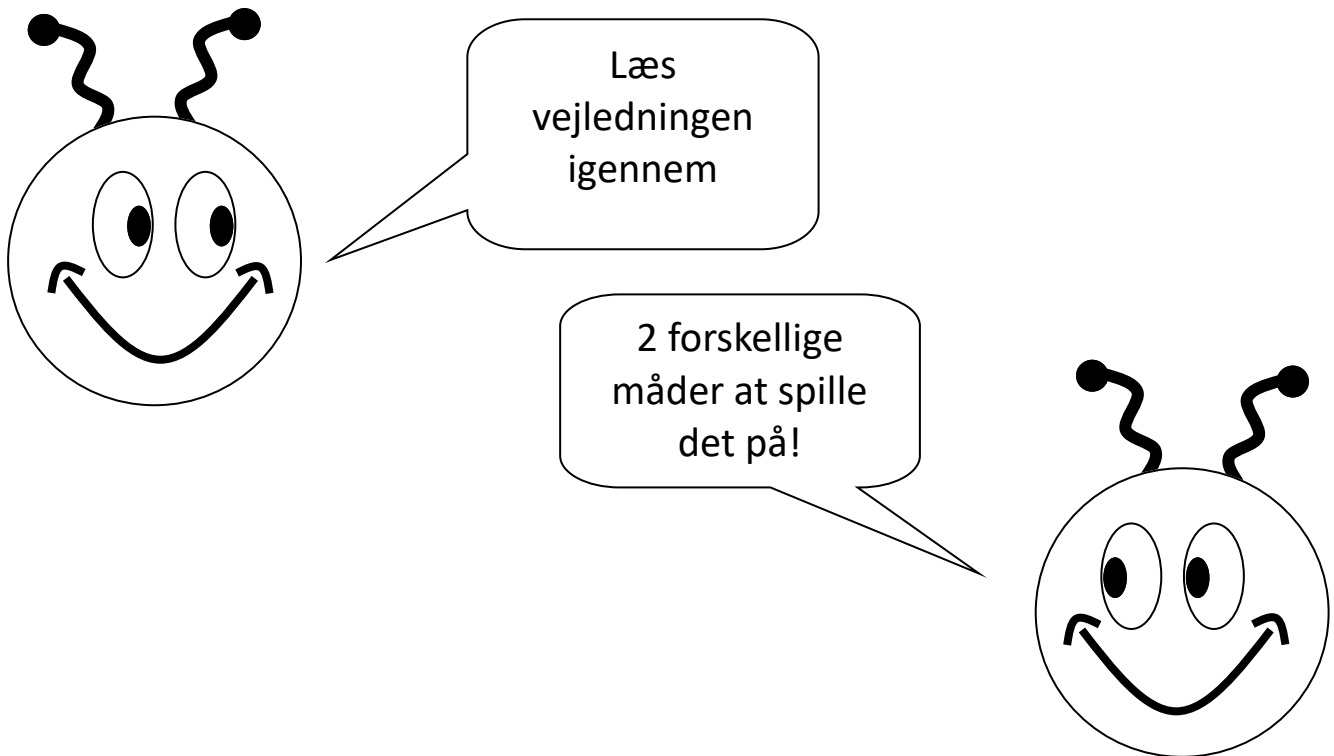 Læs
vejledningen
igennem
2 forskellige
måder at spille
det på!